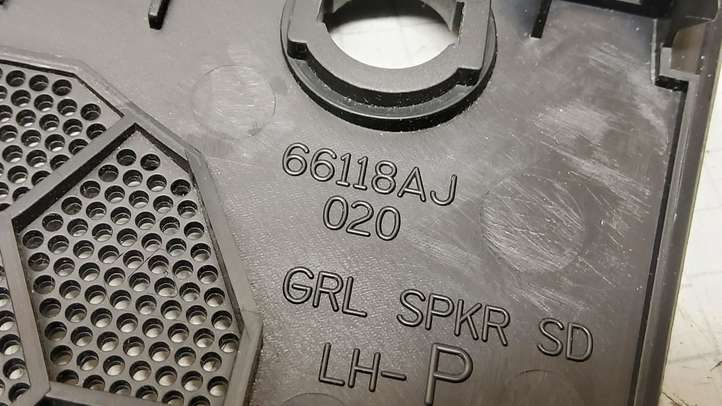 66118AJ
020
GRL SPKR SD
LH-P